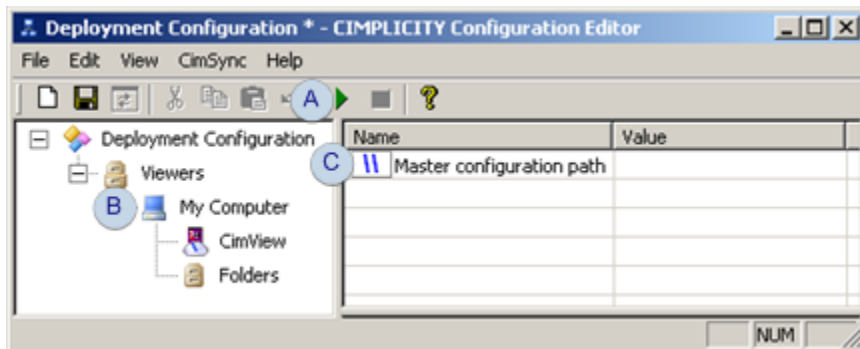 Deployment Configuration * - CIMPLICITY Configuration Editor
File Edit View CimSync Help
A
Deployment Configuration
Name Value
C \\ Master configuration path
Viewers
B My Computer
CimView
Folders
NUM